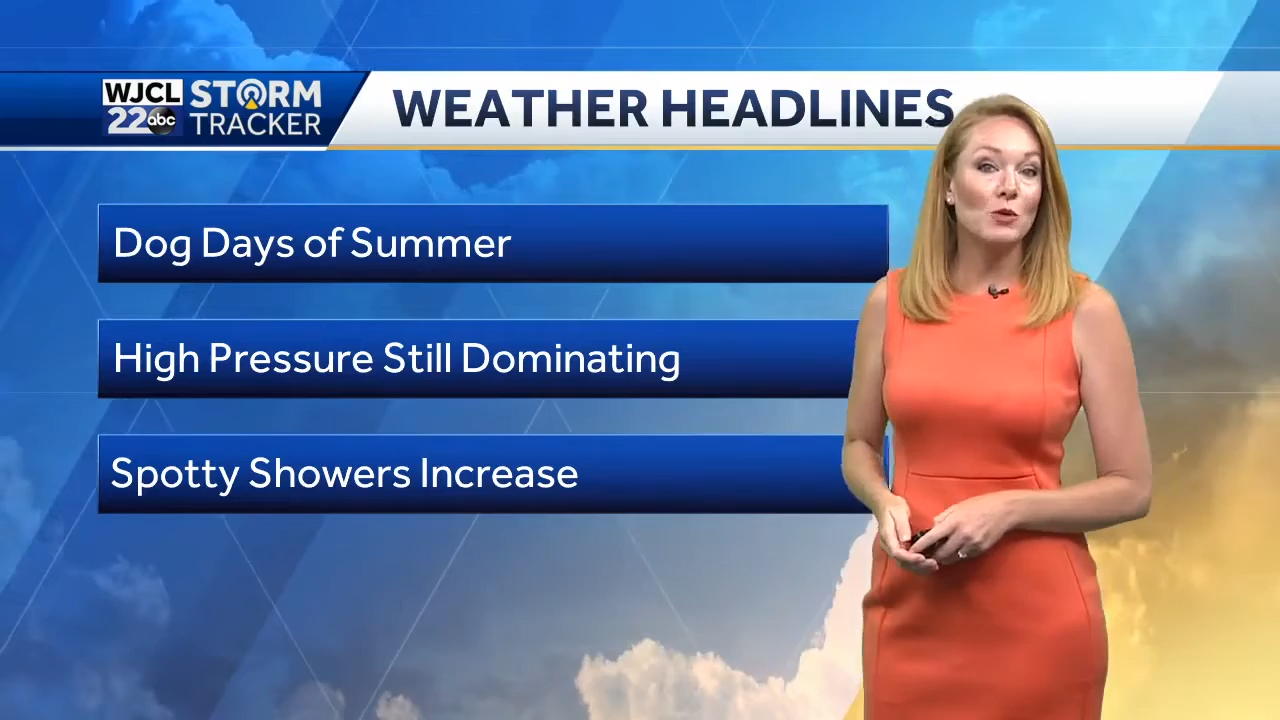 WJCL
22 abc
STORM
TRACKER
WEATHER HEADLINES
Dog Days of Summer
High Pressure Still Dominating
Spotty Showers Increase